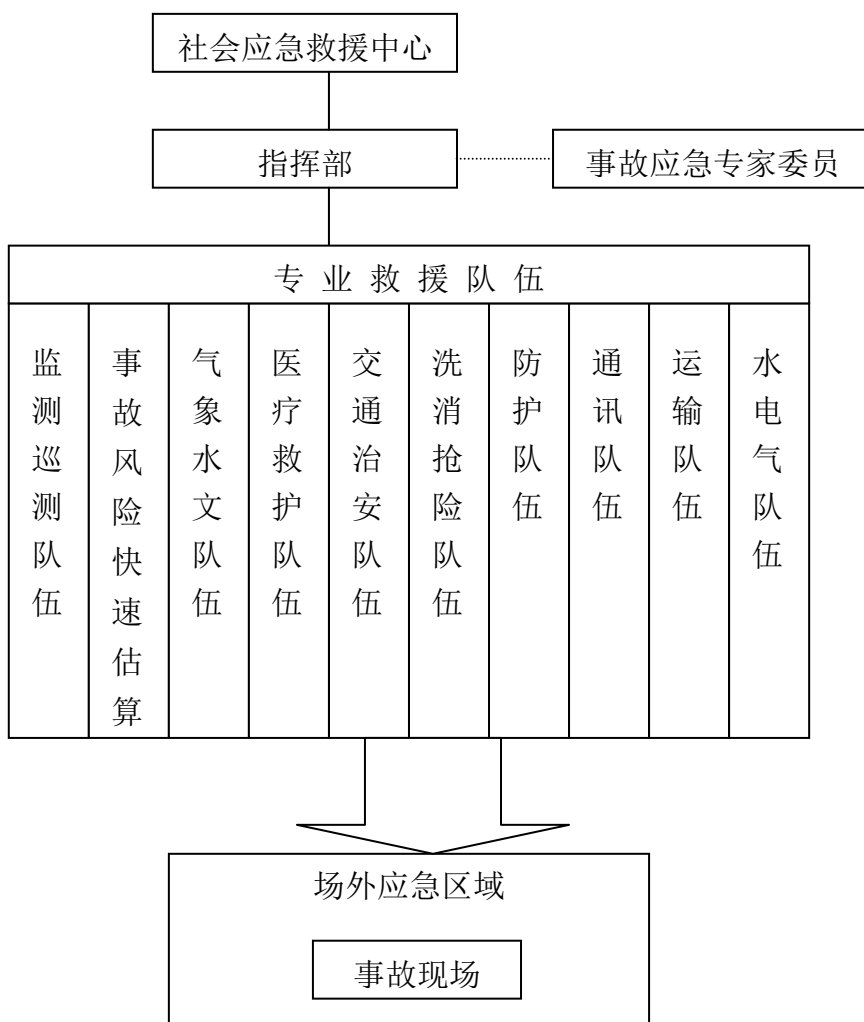 社会应急救援中心
指挥部
事故应急专家委员
专业救援队伍
监测巡测队伍
事故风险快速估算
气象水文队伍
医疗救护队伍
交通治安队伍
洗消抢险队伍
防护队伍
通讯队伍
运输队伍
水电气队伍
场外应急区域
事故现场